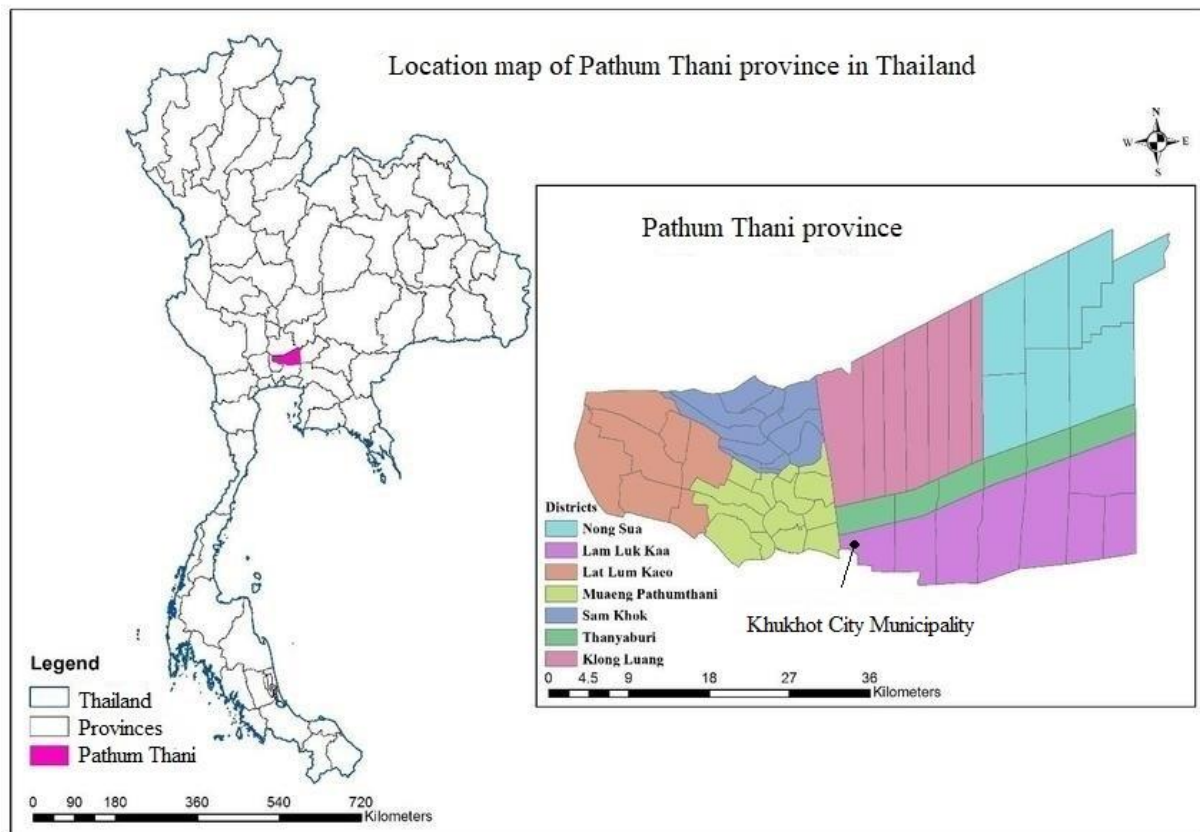 Location map of Pathum Thani province in Thailand
N
W E
S
Pathum Thani province
Districts
Nong Sua
Lam Luk Kaa
Lat Lum Kaeo
Muaeng Pathumthani
Sam Khok
Thanyaburi
Klong Luang
Khukhot City Municipality
0 4.5 9 18 27 36
Kilometers
Legend
Thailand
Provinces
Pathum Thani
0 90 180 360 540 720
Kilometers